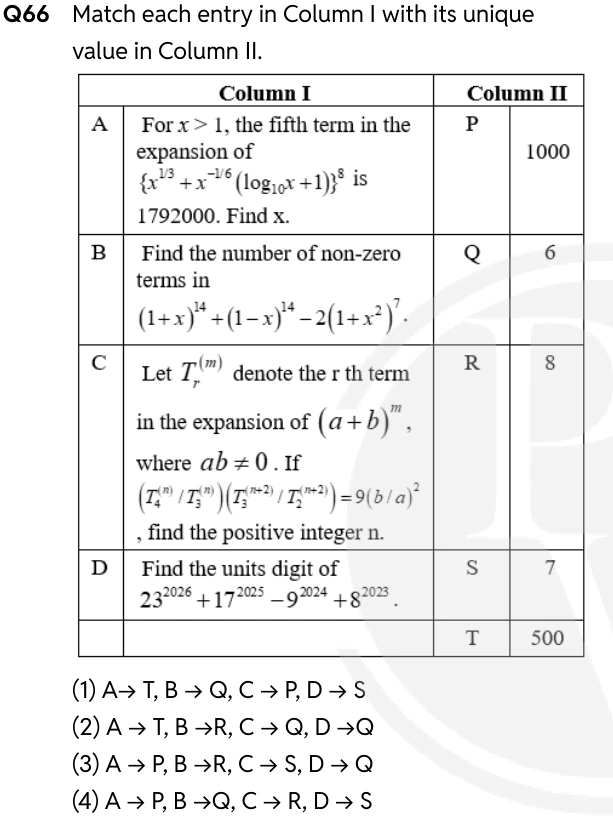 Q66 Match each entry in Column I with its unique
value in Column II.
Column I Column II
A For x > 1, the fifth term in the P
expansion of 1000
{x^{1/3} + x^{-1/6} (log₁₀x + 1)}⁸ is
1792000. Find x.
B Find the number of non-zero Q 6
terms in
(1+x)^{14} + (1−x)^{14} − 2(1+x²)^7.
C Let T_r^{(m)} denote the r th term R 8
in the expansion of (a+b)^m,
where ab ≠ 0. If
(T_4^{(n)} / T_3^{(n)})(T_3^{(n+2)} / T_2^{(n+2)}) = 9(b/a)²
, find the positive integer n.
D Find the units digit of S 7
23^{2026} + 17^{2025} − 9^{2024} + 8^{2023}.
T 500
(1) A→ T, B → Q, C → P, D → S
(2) A → T, B →R, C → Q, D →Q
(3) A → P, B →R, C → S, D → Q
(4) A → P, B →Q, C → R, D → S